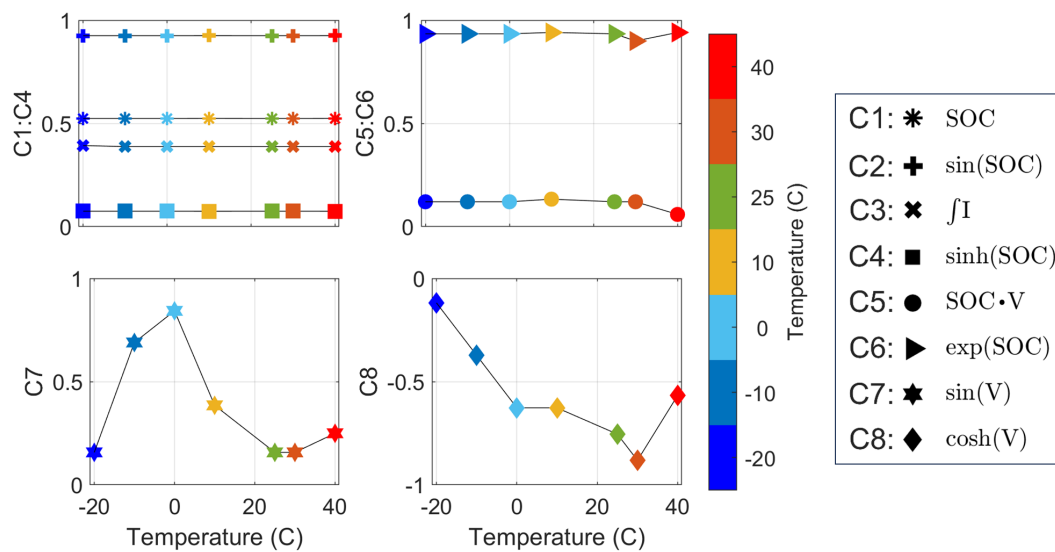 1
0.5
0
C1:C4
1
0.5
0
C5:C6
1
0.5
0
C7
-20 0 20 40
Temperature (C)
0
-0.5
-1
C8
-20 0 20 40
Temperature (C)
40
30
25
10
0
-10
-20
Temperature (C)
C1: SOC
C2: sin(SOC)
C3: ∫I
C4: sinh(SOC)
C5: SOC•V
C6: exp(SOC)
C7: sin(V)
C8: cosh(V)